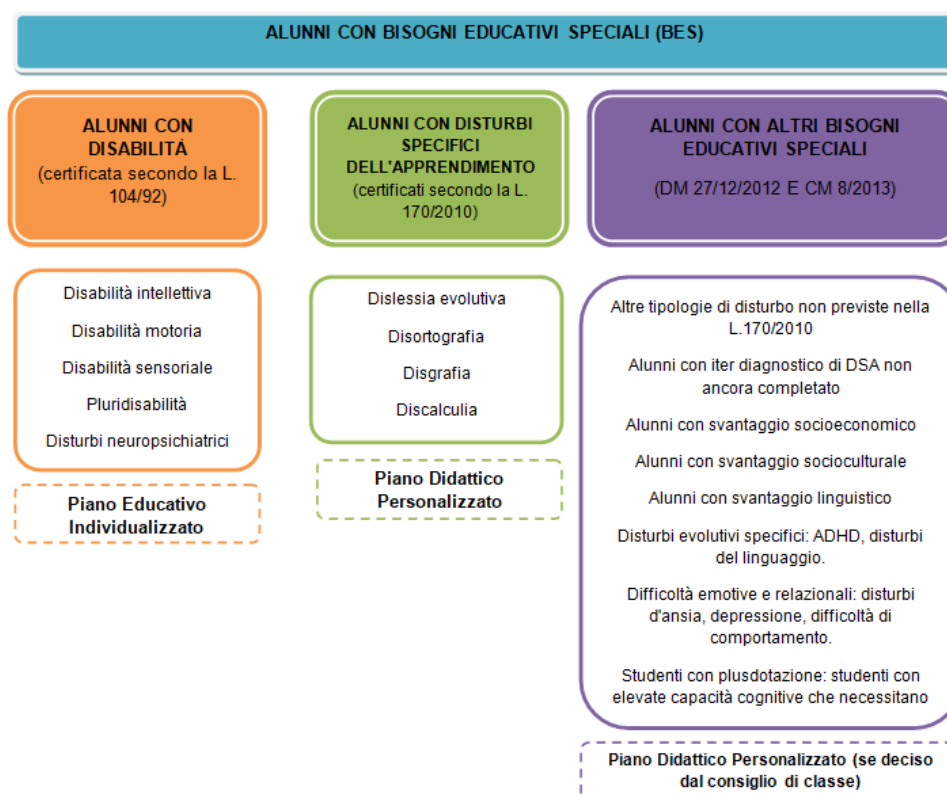 ALUNNI CON BISOGNI EDUCATIVI SPECIALI (BES)
ALUNNI CON
DISABILITÁ
(certificata secondo la L.
104/92)
Disabilità intellettiva
Disabilità motoria
Disabilità sensoriale
Pluridisabilità
Disturbi neuropsichiatrici
Piano Educativo
Individualizzato
ALUNNI CON DISTURBI
SPECIFICI
DELL'APPRENDIMENTO
(certificati secondo la L.
170/2010)
Dislessia evolutiva
Disortografia
Disgrafia
Discalculia
Piano Didattico
Personalizzato
ALUNNI CON ALTRI BISOGNI
EDUCATIVI SPECIALI
(DM 27/12/2012 E CM 8/2013)
Altre tipologie di disturbo non previste nella
L.170/2010
Alunni con iter diagnostico di DSA non
ancora completato
Alunni con svantaggio socioeconomico
Alunni con svantaggio socioculturale
Alunni con svantaggio linguistico
Disturbi evolutivi specifici: ADHD, disturbi
del linguaggio.
Difficoltà emotive e relazionali: disturbi
d'ansia, depressione, difficoltà di
comportamento.
Studenti con plusdotazione: studenti con
elevate capacità cognitive che necessitano
Piano Didattico Personalizzato (se deciso
dal consiglio di classe)